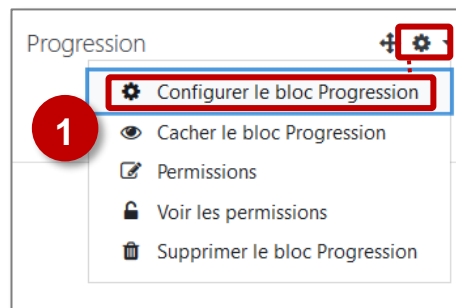 Progression
Configurer le bloc Progression
1
Cacher le bloc Progression
Permissions
Voir les permissions
Supprimer le bloc Progression